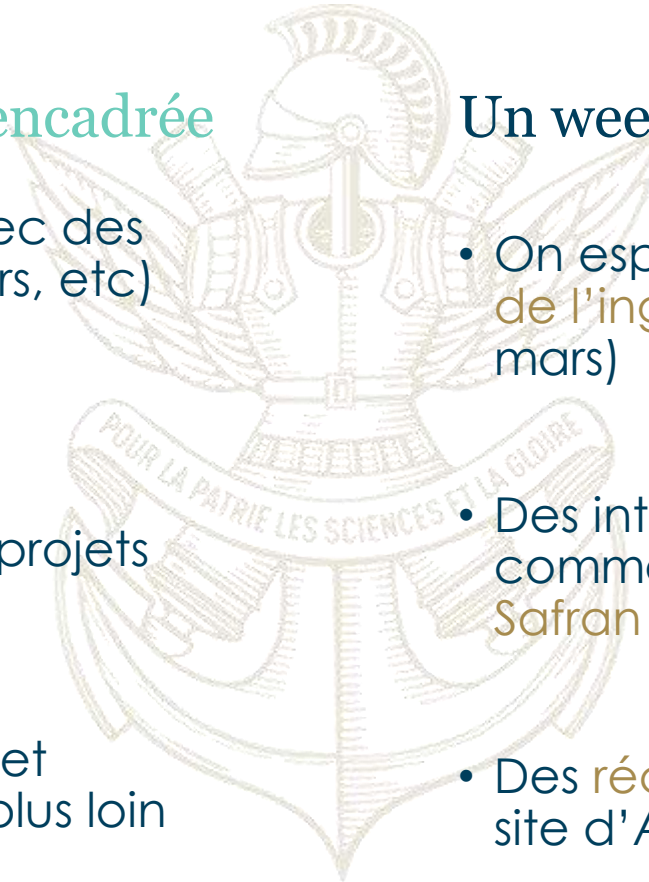 encadrée
ec des
rs, etc)
projets
et
plus loin
Un wee
• On esp
de l'ing
mars)
• Des int
comme
Safran
• Des réc
site d'A
POUR LA PATRIE LES SCIENCES ET LA GLOIRE